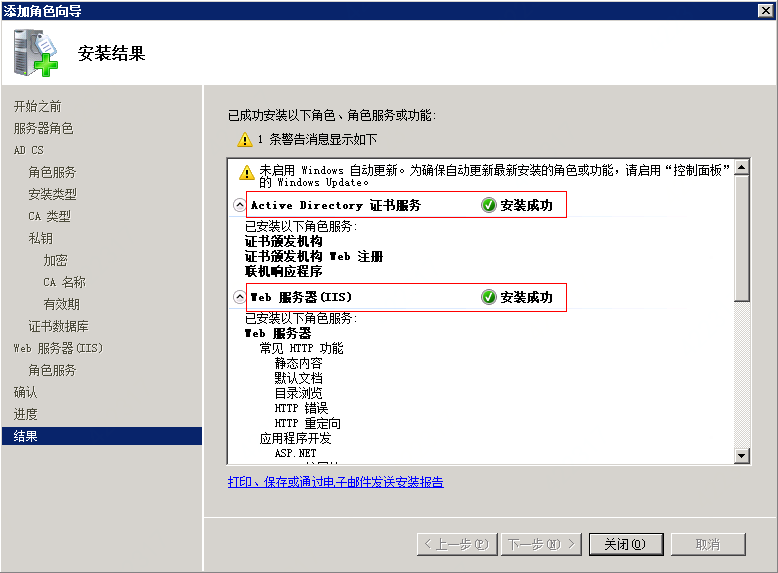 添加角色向导
安装结果
开始之前
服务器角色
AD CS
角色服务
安装类型
CA 类型
私钥
加密
CA 名称
有效期
证书数据库
Web 服务器(IIS)
角色服务
确认
进度
结果
已成功安装以下角色、角色服务或功能:
1 条警告消息显示如下
未启用 Windows 自动更新。为确保自动更新最新安装的角色或功能，请启用“控制面板”
的 Windows Update。
Active Directory 证书服务 安装成功
已安装以下角色服务:
证书颁发机构
证书颁发机构 Web 注册
联机响应程序
Web 服务器(IIS) 安装成功
已安装以下角色服务:
Web 服务器
常见 HTTP 功能
静态内容
默认文档
目录浏览
HTTP 错误
HTTP 重定向
应用程序开发
ASP.NET
打印、保存或通过电子邮件发送安装报告
< 上一步(P) 下一步(N) > 关闭(O) 取消